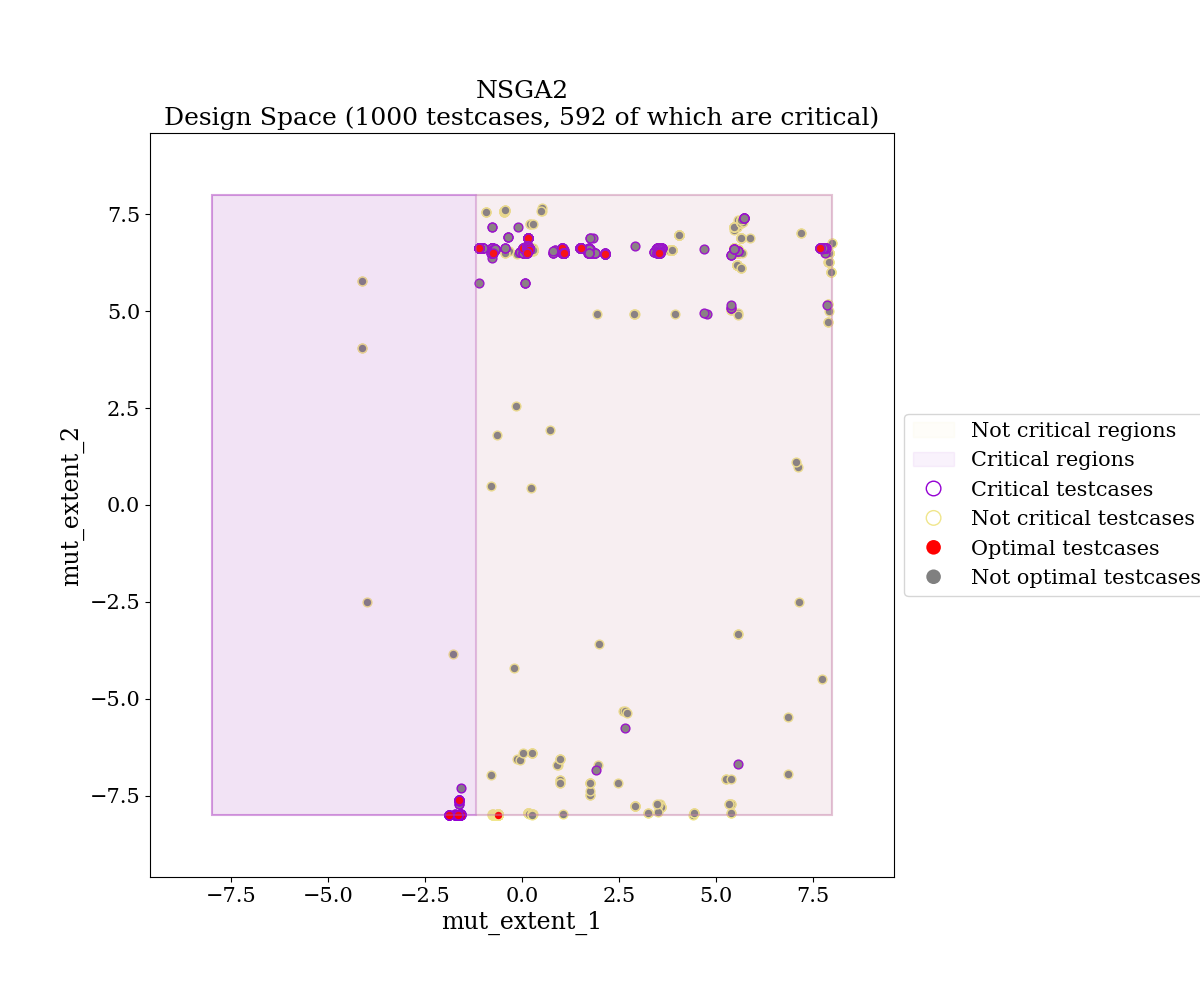 NSGA2
Design Space (1000 testcases, 592 of which are critical)
7.5
5.0
2.5
0.0
−2.5
−5.0
−7.5
mut_extent_2
−7.5
−5.0
−2.5
0.0
2.5
5.0
7.5
mut_extent_1
Not critical regions
Critical regions
Critical testcases
Not critical testcases
Optimal testcases
Not optimal testcases